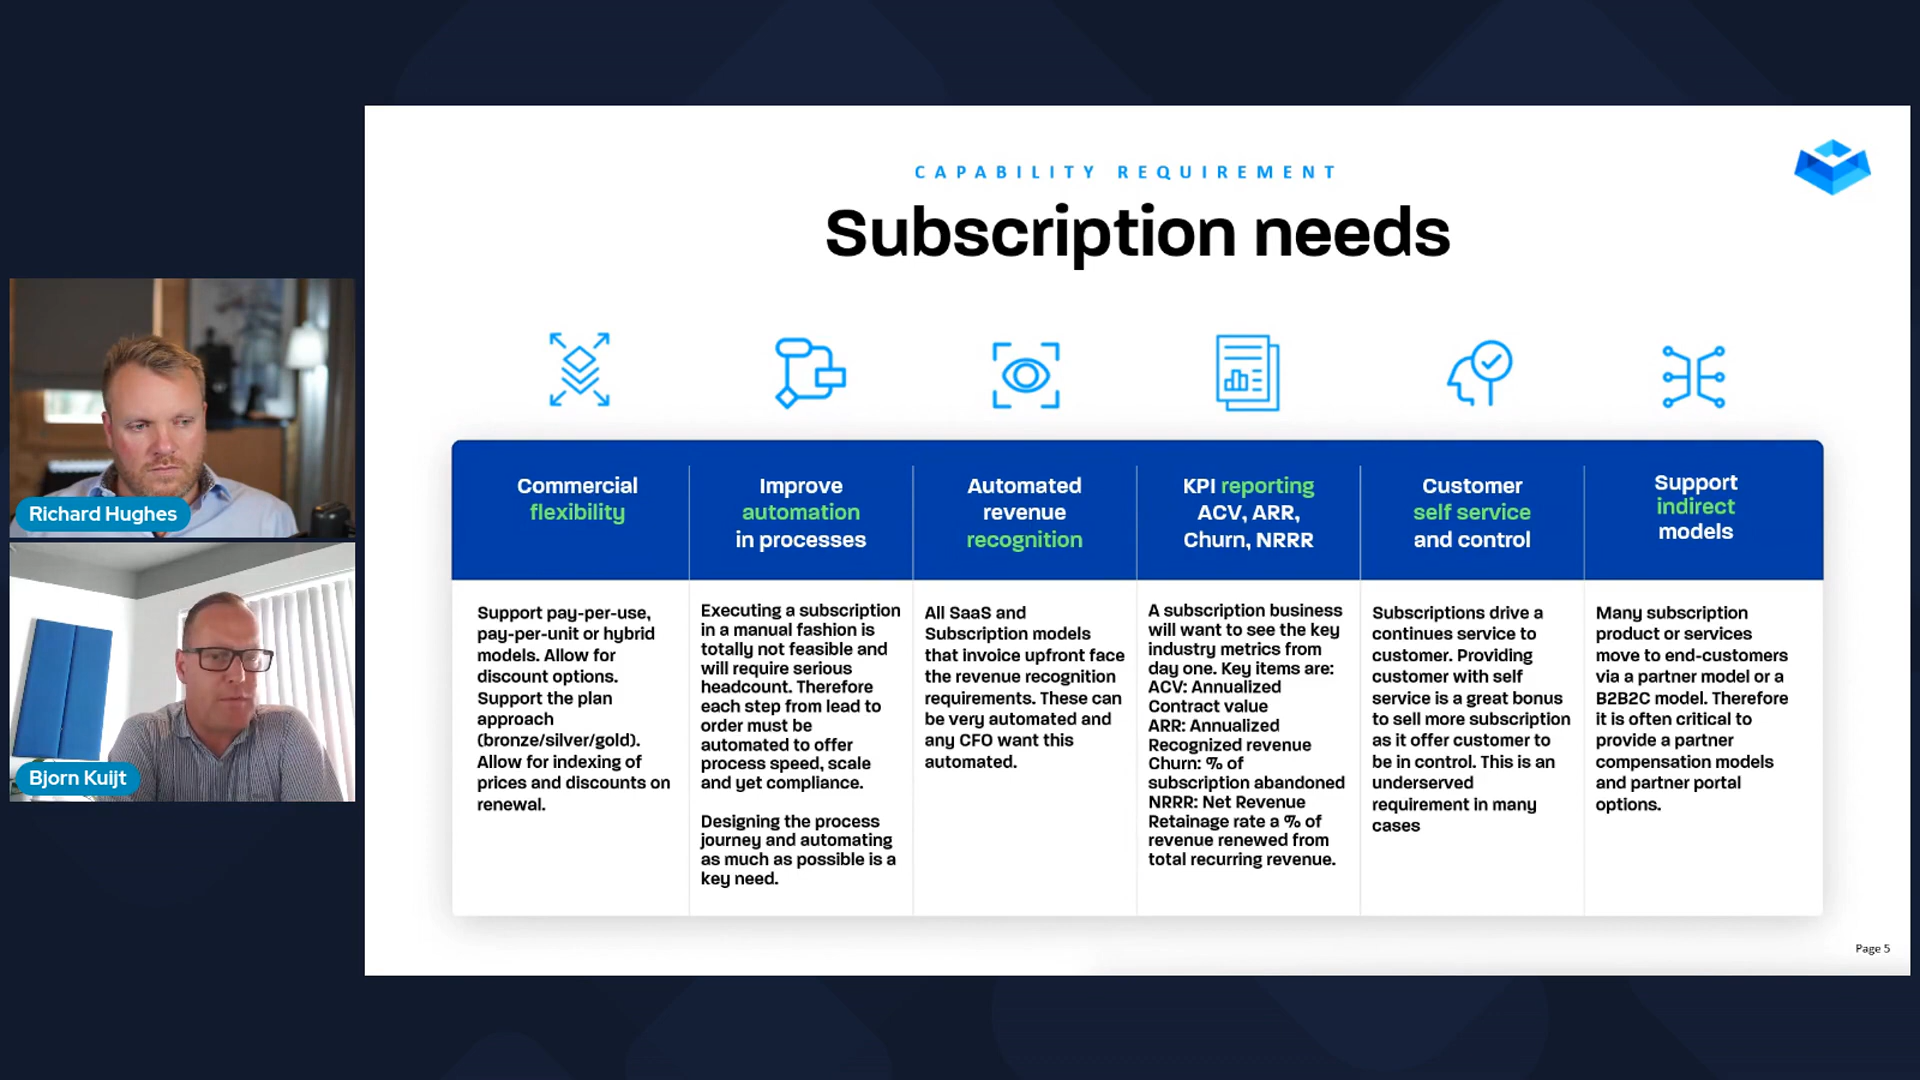 CAPABILITY REQUIREMENT
Subscription needs
Commercial
flexibility
Support pay-per-use,
pay-per-unit or hybrid
models. Allow for
discount options.
Support the plan
approach
(bronze/silver/gold).
Allow for indexing of
prices and discounts on
renewal.
Improve
automation
in processes
Executing a subscription
in a manual fashion is
totally not feasible and
will require serious
headcount. Therefore
each step from lead to
order must be
automated to offer
process speed, scale
and yet compliance.
Designing the process
journey and automating
as much as possible is a
key need.
Automated
revenue
recognition
All SaaS and
Subscription models
that invoice upfront face
the revenue recognition
requirements. These can
be very automated and
any CFO want this
automated.
KPI reporting
ACV, ARR,
Churn, NRRR
A subscription business
will want to see the key
industry metrics from
day one. Key items are:
ACV: Annualized
Contract value
ARR: Annualized
Recognized revenue
Churn: % of
subscription abandoned
NRRR: Net Revenue
Retainage rate a % of
revenue renewed from
total recurring revenue.
Customer
self service
and control
Subscriptions drive a
continues service to
customer. Providing
customer with self
service is a great bonus
to sell more subscription
as it offer customer to
be in control. This is an
underserved
requirement in many
cases
Support
indirect
models
Many subscription
product or services
move to end-customers
via a partner model or a
B2B2C model. Therefore
it is often critical to
provide a partner
compensation models
and partner portal
options.
Page 5
Richard Hughes
Bjorn Kuijt